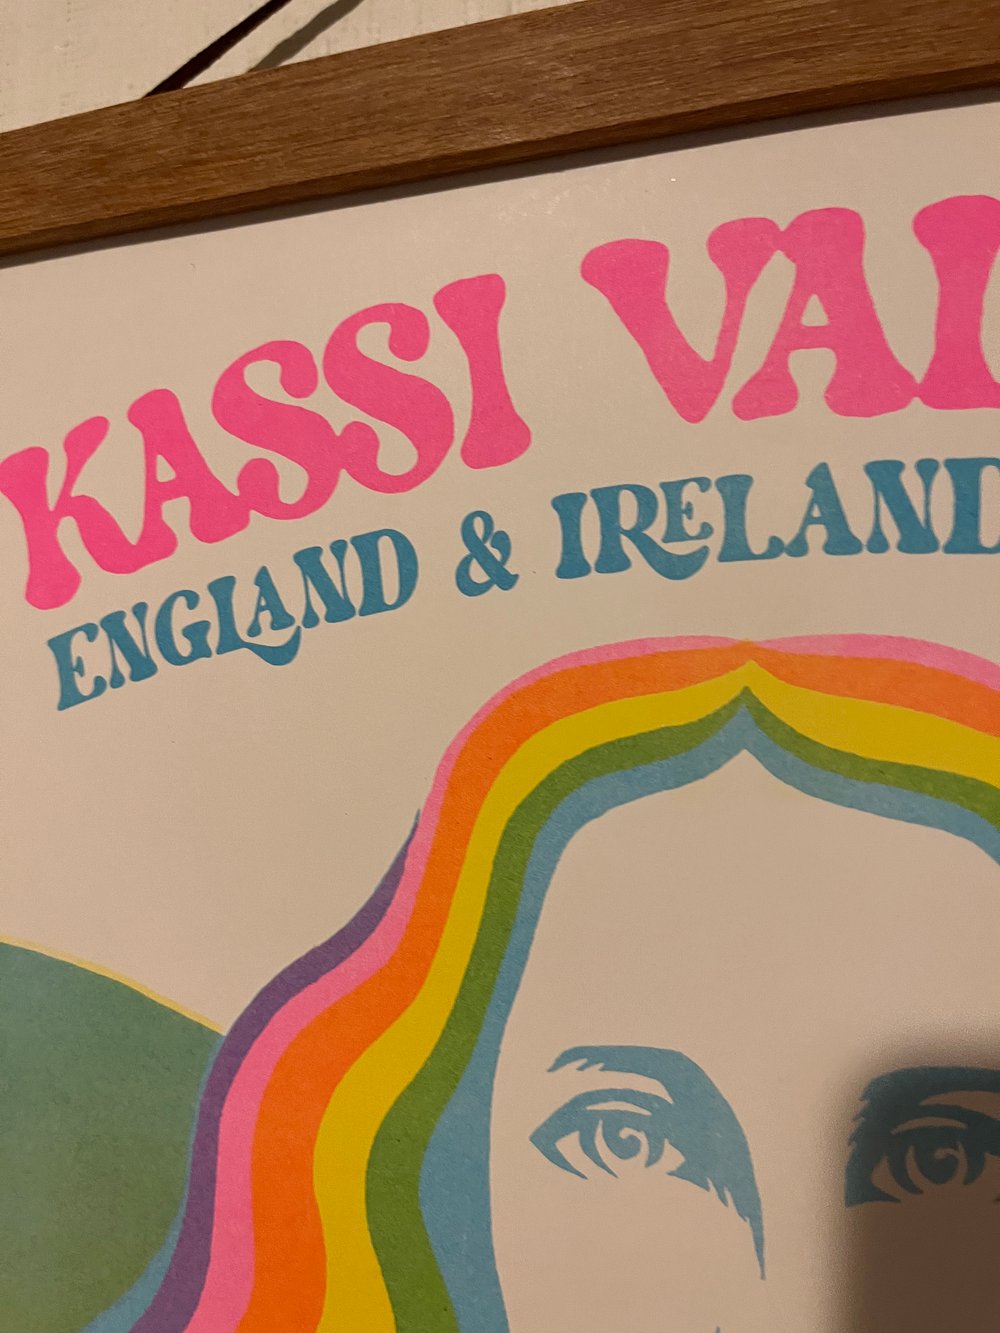 KASSI VAL
ENGLAND & IRELAND